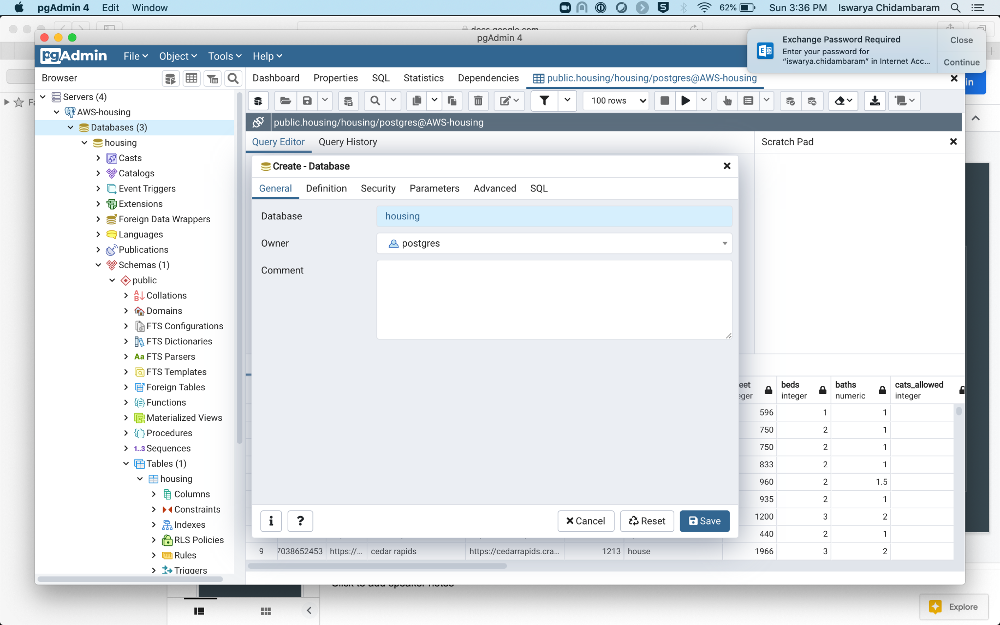 pgAdmin 4 Edit Window 62% Sun 3:36 PM Iswarya Chidambaram
docs.google.com
pgAdmin 4
Exchange Password Required
Enter your password for
“iswarya.chidambaram” in Internet Acc...
Close
Continue
pgAdmin File Object Tools Help
Browser
Dashboard Properties SQL Statistics Dependencies public.housing/housing/postgres@AWS-housing
in
100 rows
public.housing/housing/postgres@AWS-housing
Query Editor Query History
Scratch Pad
Servers (4)
AWS-housing
Databases (3)
housing
Casts
Catalogs
Event Triggers
Extensions
Foreign Data Wrappers
Languages
Publications
Schemas (1)
public
Collations
Domains
FTS Configurations
FTS Dictionaries
Aa FTS Parsers
FTS Templates
Foreign Tables
Functions
Materialized Views
Procedures
1..3 Sequences
Tables (1)
housing
Columns
Constraints
Indexes
RLS Policies
Rules
Triggers
Create - Database
General Definition Security Parameters Advanced SQL
Database housing
Owner postgres
Comment
i ? Cancel Reset Save
eet beds baths cats_allowed
eger integer numeric integer
596 1 1
750 2 1
750 2 1
833 2 1
960 2 1.5
935 2 1
1200 3 2
440 2 1
9 7038652453 https://... cedar rapids https://cedarrapids.cra... 1213 house 1966 3 2
Click to add speaker notes
Explore